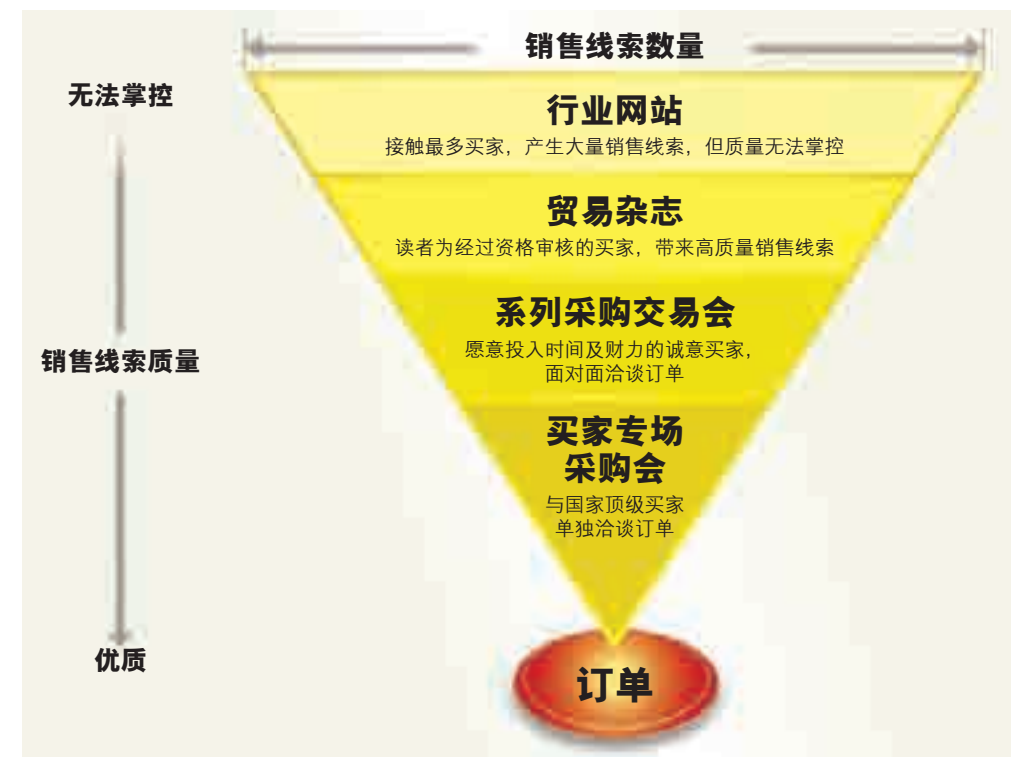 销售线索数量
无法掌控
行业网站
接触最多买家，产生大量销售线索，但质量无法掌控
贸易杂志
读者为经过资格审核的买家，带来高质量销售线索
系列采购交易会
愿意投入时间及财力的诚意买家，
面对面洽谈订单
销售线索质量
买家专场
采购会
与国家顶级买家
单独洽谈订单
优质
订单